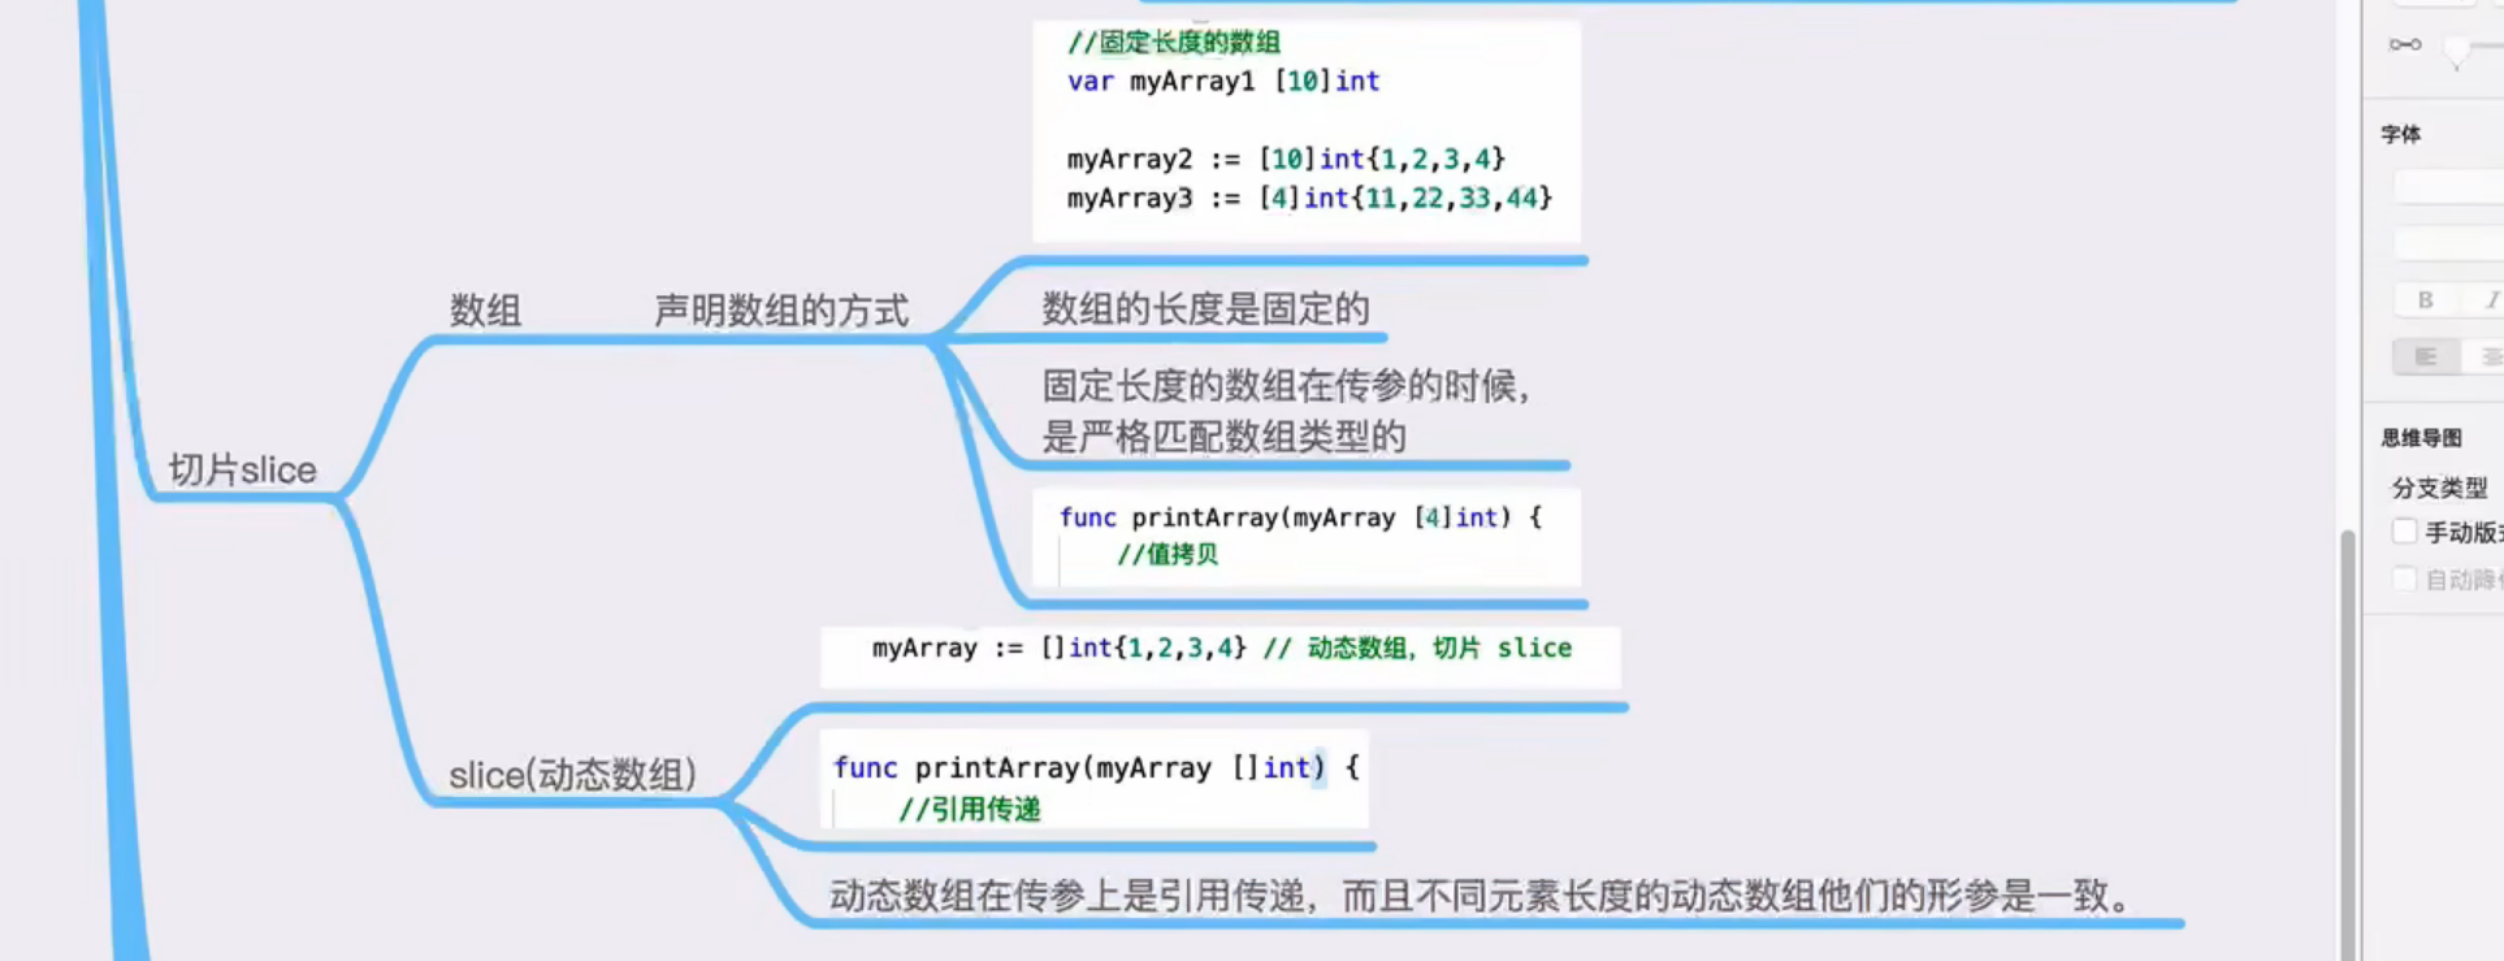 //固定长度的数组
var myArray1 [10]int
myArray2 := [10]int{1,2,3,4}
myArray3 := [4]int{11,22,33,44}
数组
声明数组的方式
数组的长度是固定的
固定长度的数组在传参的时候，
是严格匹配数组类型的
func printArray(myArray [4]int) {
//值拷贝
切片slice
myArray := []int{1,2,3,4} // 动态数组，切片 slice
slice(动态数组)
func printArray(myArray []int) {
//引用传递
动态数组在传参上是引用传递，而且不同元素长度的动态数组他们的形参是一致。
字体
B
I
思维导图
分支类型
手动版
自动降